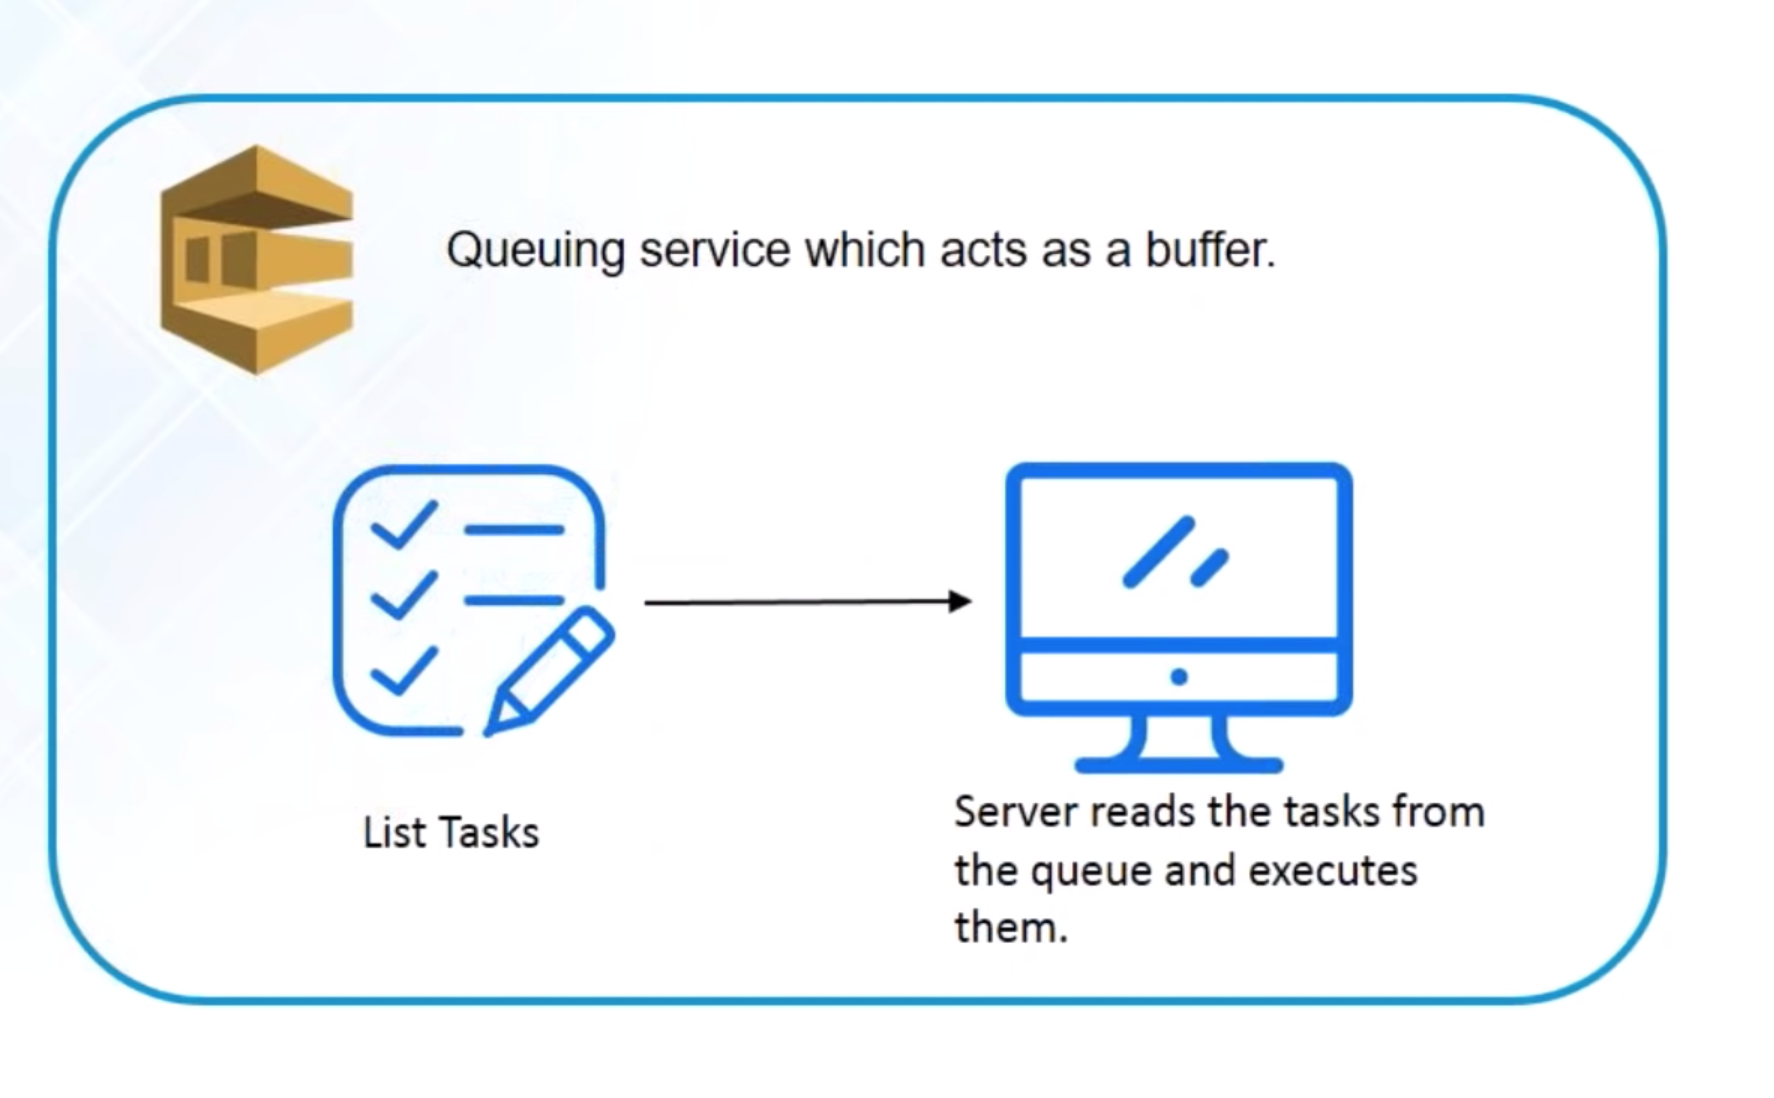 Queuing service which acts as a buffer.
List Tasks
Server reads the tasks from
the queue and executes
them.